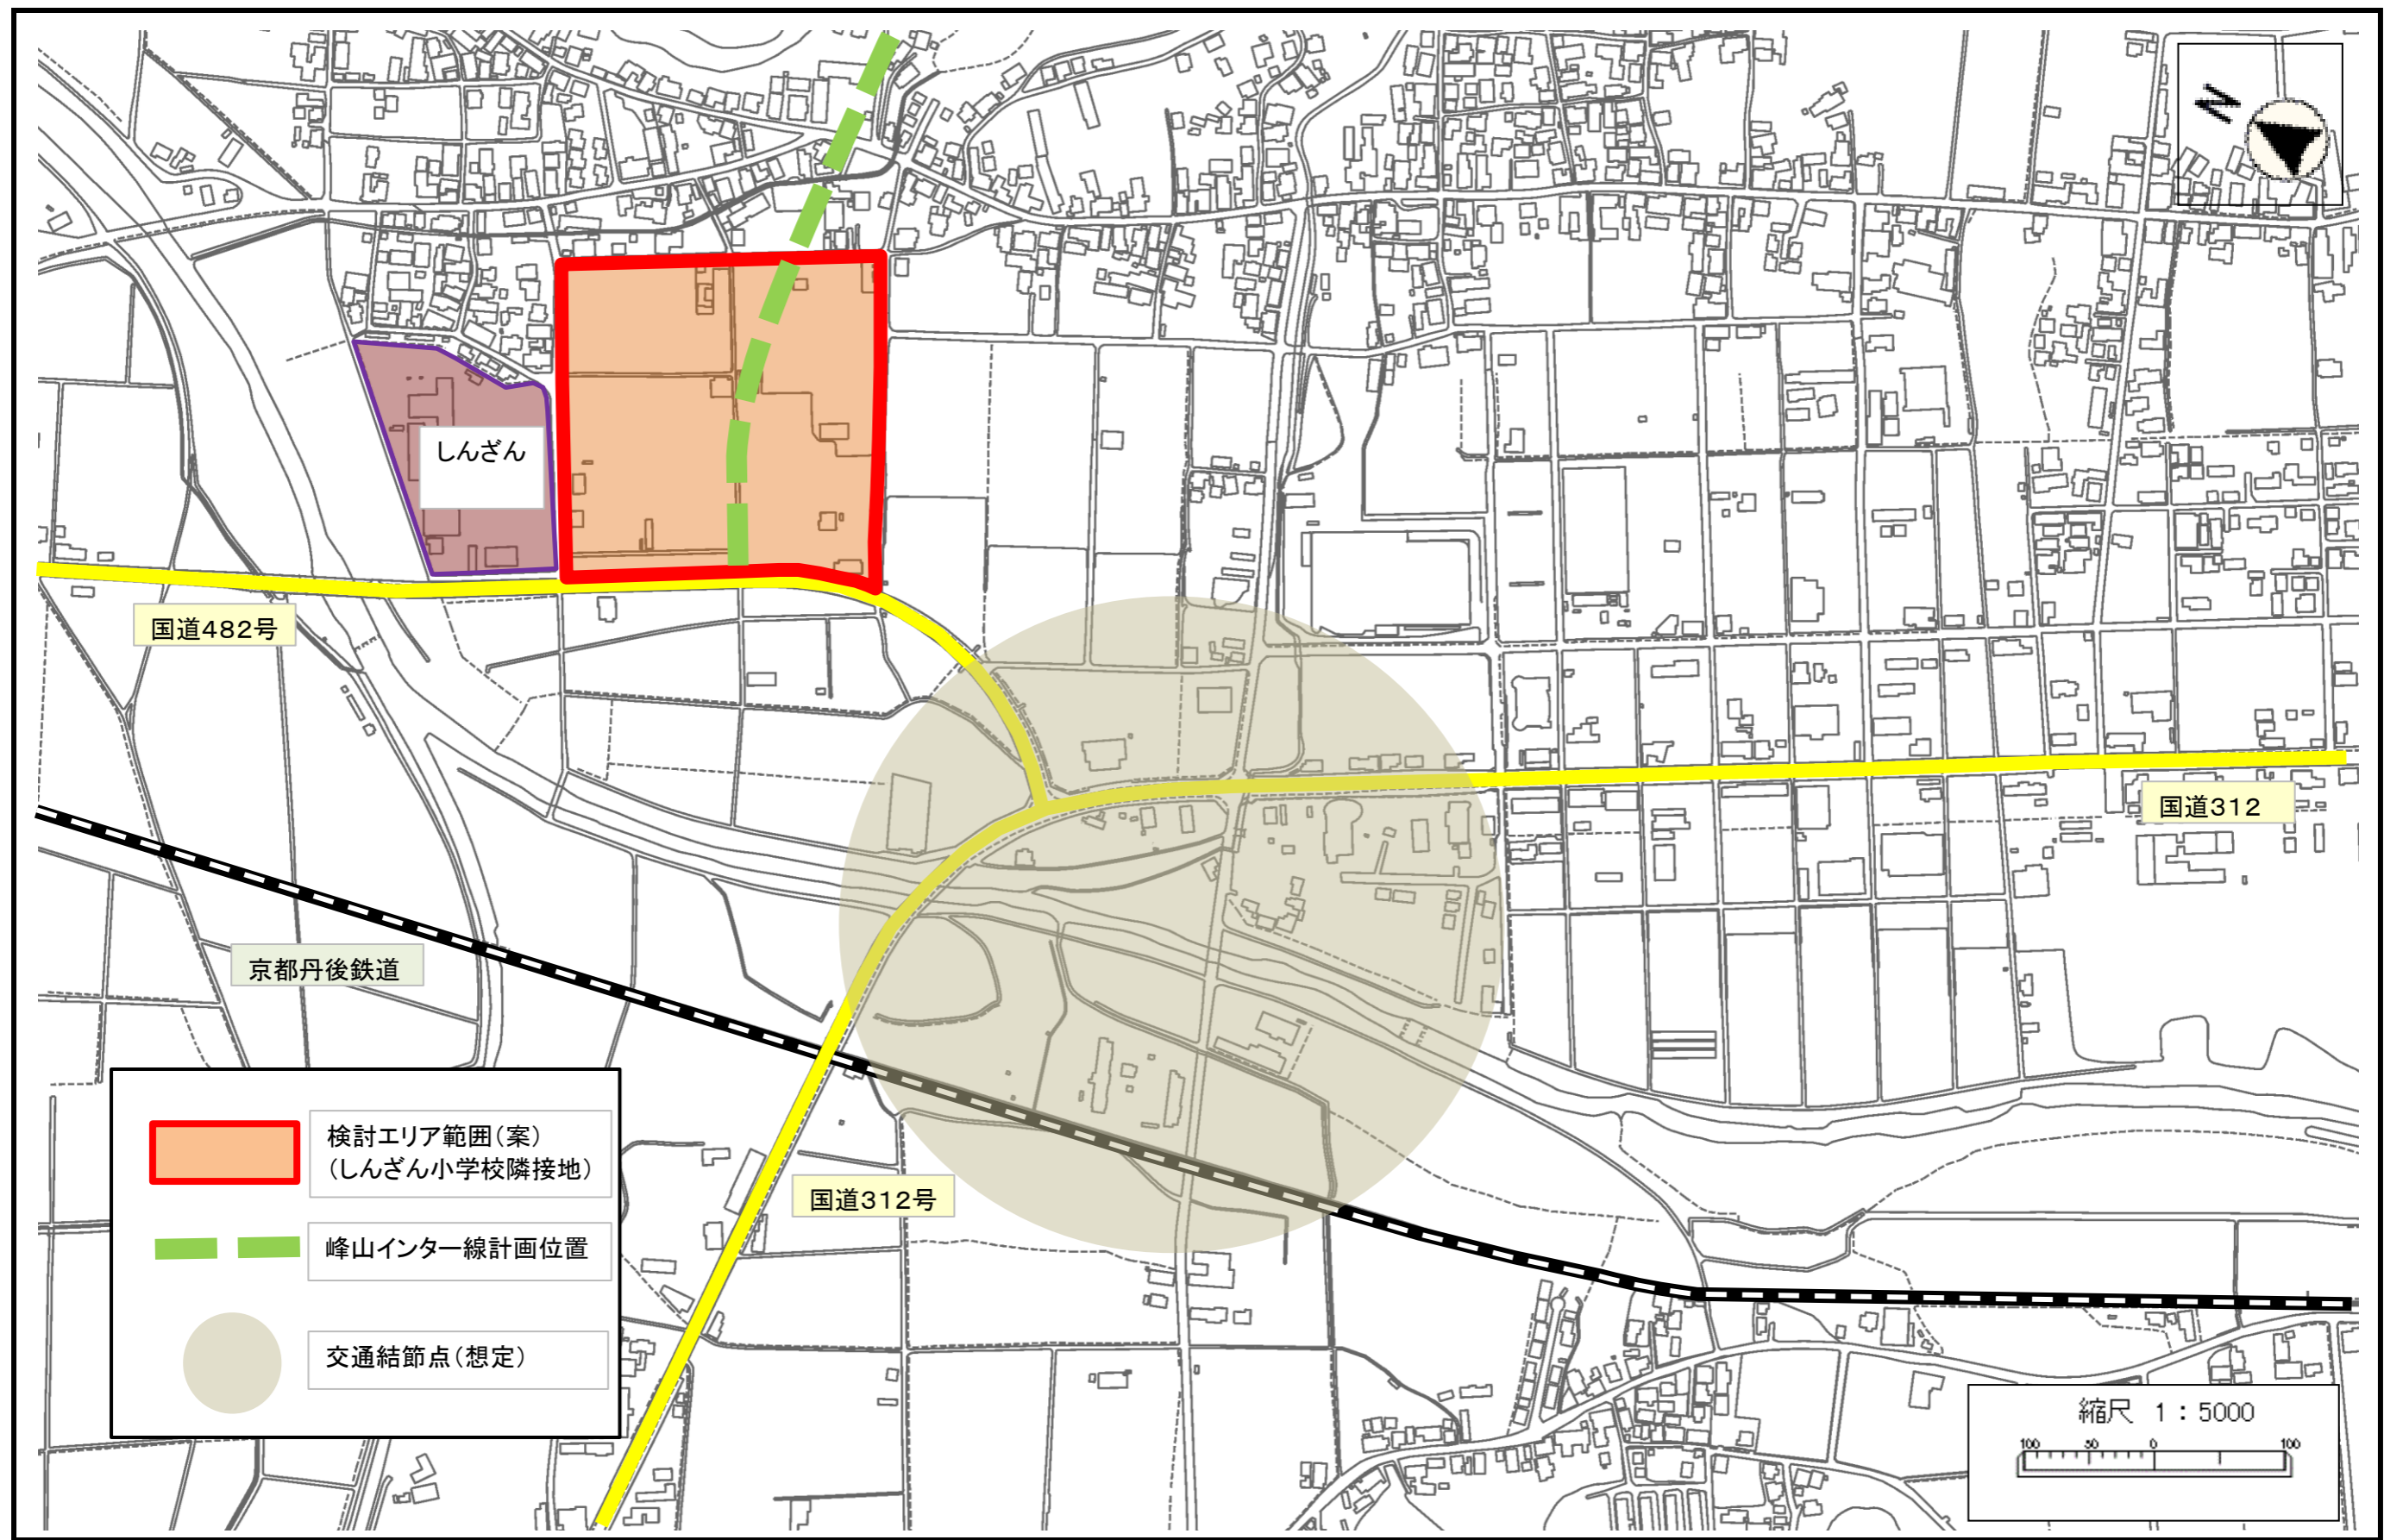 N
しんざん
国道482号
国道312
京都丹後鉄道
国道312号
検討エリア範囲(案)
(しんざん小学校隣接地)
峰山インター線計画位置
交通結節点(想定)
縮尺 1:5000
100 50 0 100